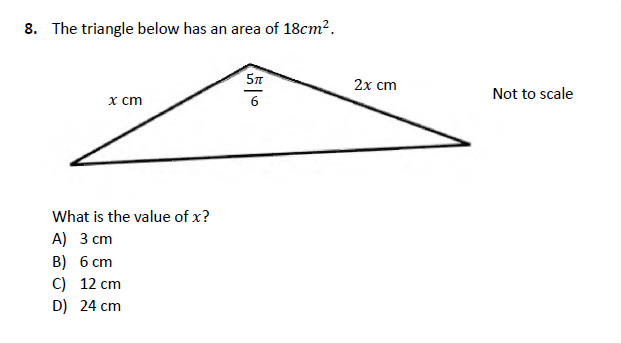 8. The triangle below has an area of 18cm².
5π
6
2x cm
x cm
Not to scale
What is the value of x?
A) 3 cm
B) 6 cm
C) 12 cm
D) 24 cm